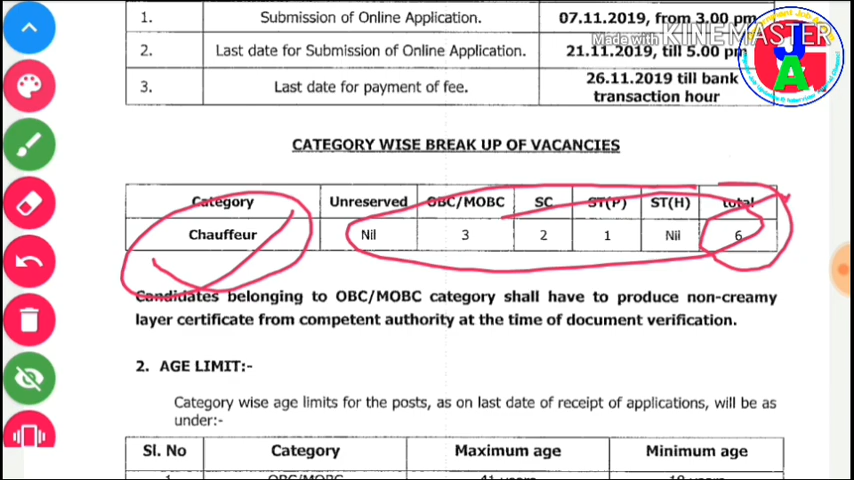 1. Submission of Online Application. 07.11.2019, from 3.00 pm
Made with KINEMASTER
2. Last date for Submission of Online Application. 21.11.2019, till 5.00 pm
3. Last date for payment of fee. 26.11.2019 till bank
transaction hour
JGA
CATEGORY WISE BREAK UP OF VACANCIES
Category Unreserved OBC/MOBC SC ST(P) ST(H) total
Chauffeur Nil 3 2 1 Nil 6
Candidates belonging to OBC/MOBC category shall have to produce non-creamy
layer certificate from competent authority at the time of document verification.
2. AGE LIMIT:-
Category wise age limits for the posts, as on last date of receipt of applications, will be as
under:-
Sl. No Category Maximum age Minimum age
1 OBC/MOBC 41 years